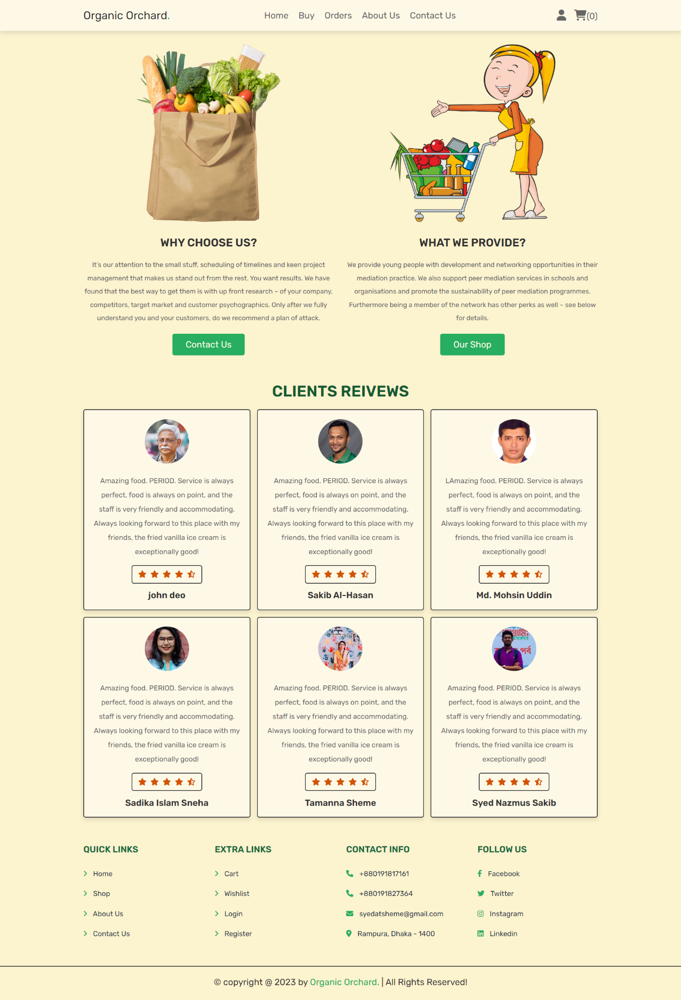 Organic Orchard.
Home Buy Orders About Us Contact Us
(0)
WHY CHOOSE US?
It's our attention to the small stuff, scheduling of timelines and keen project
management that makes us stand out from the rest. You want results. We have
found that the best way to get them is with up front research – of your company,
competitors, target market and customer psychographics. Only after we fully
understand you and your customers, do we recommend a plan of attack.
Contact Us
WHAT WE PROVIDE?
We provide young people with development and networking opportunities in their
mediation practice. We also support peer mediation services in schools and
organisations and promote the sustainability of peer mediation programmes.
Furthermore being a member of the network has other perks as well – see below
for details.
Our Shop
CLIENTS REIVEWS
Amazing food. PERIOD. Service is always
perfect, food is always on point, and the
staff is very friendly and accommodating.
Always looking forward to this place with my
friends, the fried vanilla ice cream is
exceptionally good!
john deo
Amazing food. PERIOD. Service is always
perfect, food is always on point, and the
staff is very friendly and accommodating.
Always looking forward to this place with my
friends, the fried vanilla ice cream is
exceptionally good!
Sakib Al-Hasan
LAmazing food. PERIOD. Service is always
perfect, food is always on point, and the
staff is very friendly and accommodating.
Always looking forward to this place with my
friends, the fried vanilla ice cream is
exceptionally good!
Md. Mohsin Uddin
Amazing food. PERIOD. Service is always
perfect, food is always on point, and the
staff is very friendly and accommodating.
Always looking forward to this place with my
friends, the fried vanilla ice cream is
exceptionally good!
Sadika Islam Sneha
Amazing food. PERIOD. Service is always
perfect, food is always on point, and the
staff is very friendly and accommodating.
Always looking forward to this place with my
friends, the fried vanilla ice cream is
exceptionally good!
Tamanna Sheme
পর্ব
Amazing food. PERIOD. Service is always
perfect, food is always on point, and the
staff is very friendly and accommodating.
Always looking forward to this place with my
friends, the fried vanilla ice cream is
exceptionally good!
Syed Nazmus Sakib
QUICK LINKS
Home
Shop
About Us
Contact Us
EXTRA LINKS
Cart
Wishlist
Login
Register
CONTACT INFO
+880191817161
+880191827364
syedatsheme@gmail.com
Rampura, Dhaka - 1400
FOLLOW US
Facebook
Twitter
Instagram
Linkedin
© copyright @ 2023 by Organic Orchard. | All Rights Reserved!